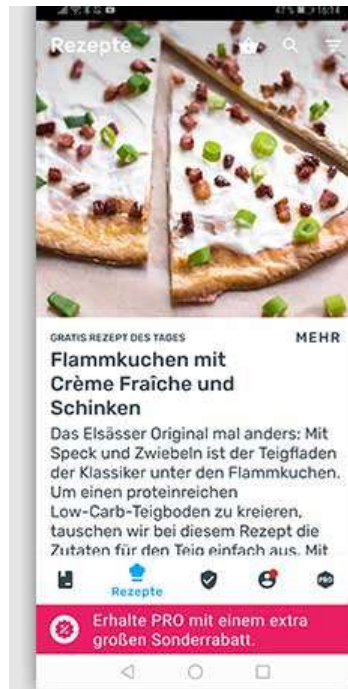 47 % 16:14
Rezepte
GRATIS REZEPT DES TAGES MEHR
Flammkuchen mit
Crème Fraîche und
Schinken
Das Elsässer Original mal anders: Mit
Speck und Zwiebeln ist der Teigfladen
der Klassiker unter den Flammkuchen.
Um einen proteinreichen
Low-Carb-Teigboden zu kreieren,
tauschen wir bei diesem Rezept die
Zutaten für den Teig einfach aus. Mit
Rezepte
PRO
Erhalte PRO mit einem extra
großen Sonderrabatt.